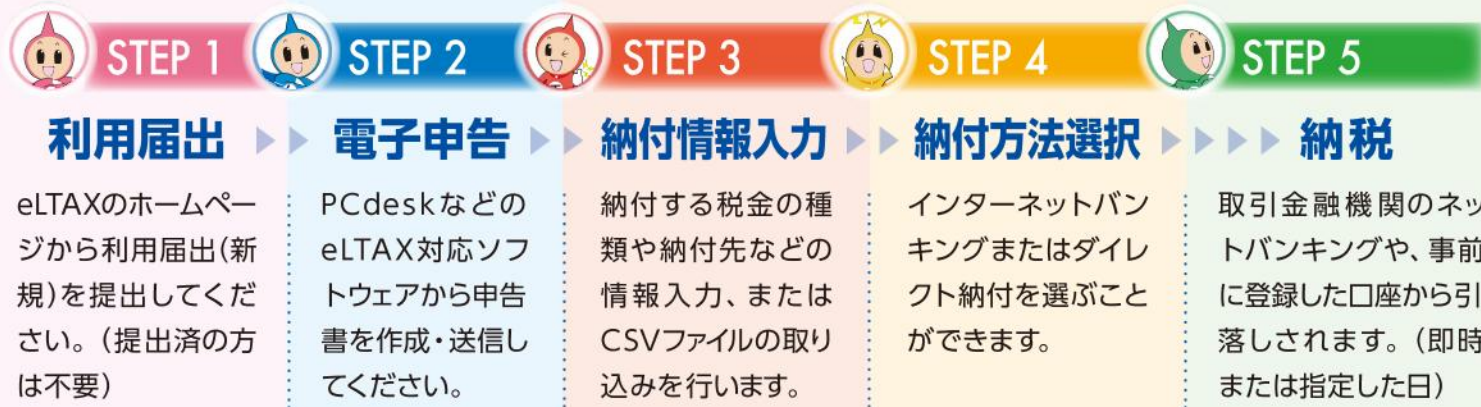 STEP 1
利用届出
eLTAXのホームペー
ジから利用届出(新
規)を提出してくだ
さい。(提出済の方
は不要)
STEP 2
電子申告
PCdeskなどの
eLTAX対応ソフ
トウェアから申告
書を作成・送信し
てください。
STEP 3
納付情報入力
納付する税金の種
類や納付先などの
情報入力、または
CSVファイルの取り
込みを行います。
STEP 4
納付方法選択
インターネットバン
キングまたはダイレ
クト納付を選ぶこと
ができます。
STEP 5
納税
取引金融機関のネッ
トバンキングや、事前
に登録した口座から引
落しされます。(即時
または指定した日)